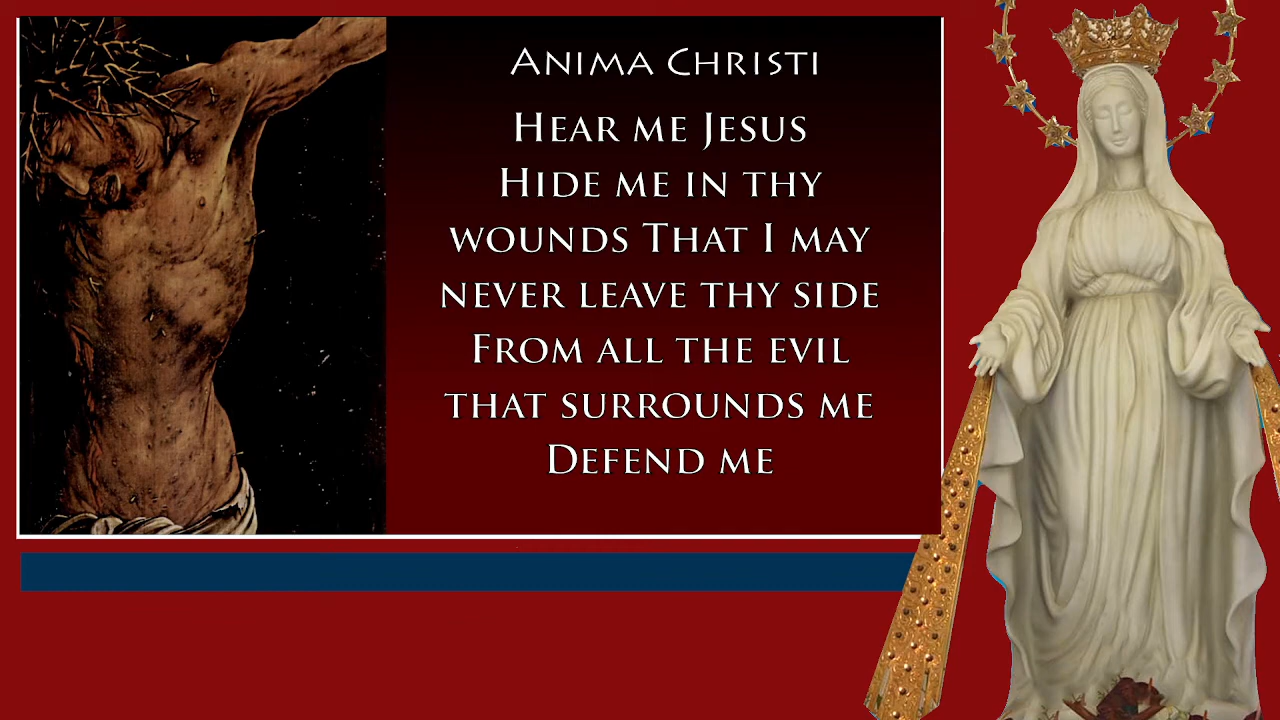 Anima Christi
Hear me Jesus
Hide me in thy
wounds That I may
never leave thy side
From all the evil
that surrounds me
Defend me